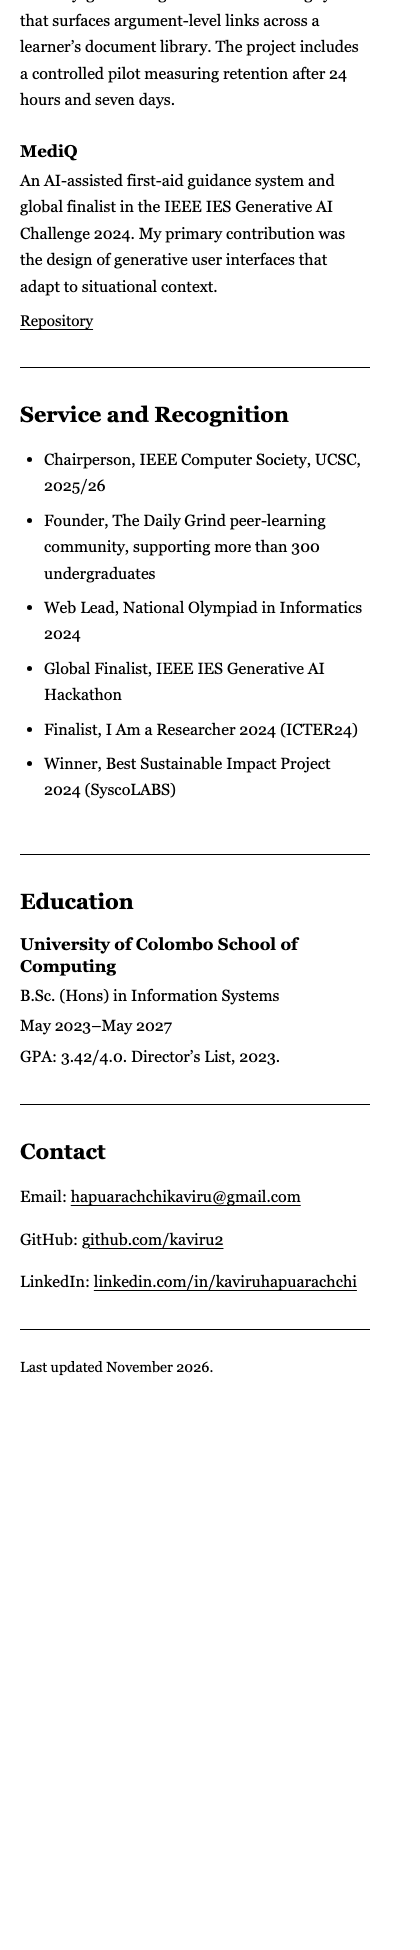 that surfaces argument-level links across a
learner’s document library. The project includes
a controlled pilot measuring retention after 24
hours and seven days.
MediQ
An AI-assisted first-aid guidance system and
global finalist in the IEEE IES Generative AI
Challenge 2024. My primary contribution was
the design of generative user interfaces that
adapt to situational context.
Repository
Service and Recognition
• Chairperson, IEEE Computer Society, UCSC,
2025/26
• Founder, The Daily Grind peer-learning
community, supporting more than 300
undergraduates
• Web Lead, National Olympiad in Informatics
2024
• Global Finalist, IEEE IES Generative AI
Hackathon
• Finalist, I Am a Researcher 2024 (ICTER24)
• Winner, Best Sustainable Impact Project
2024 (SyscoLABS)
Education
University of Colombo School of
Computing
B.Sc. (Hons) in Information Systems
May 2023–May 2027
GPA: 3.42/4.0. Director’s List, 2023.
Contact
Email: hapuarachchikaviru@gmail.com
GitHub: github.com/kaviru2
LinkedIn: linkedin.com/in/kaviruhapuarachchi
Last updated November 2026.